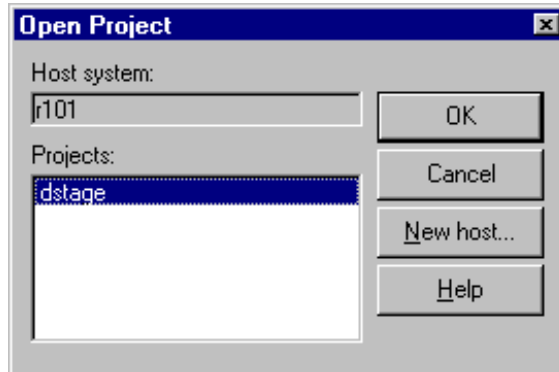 Open Project
Host system:
r101
OK
Projects:
dstage
Cancel
New host...
Help